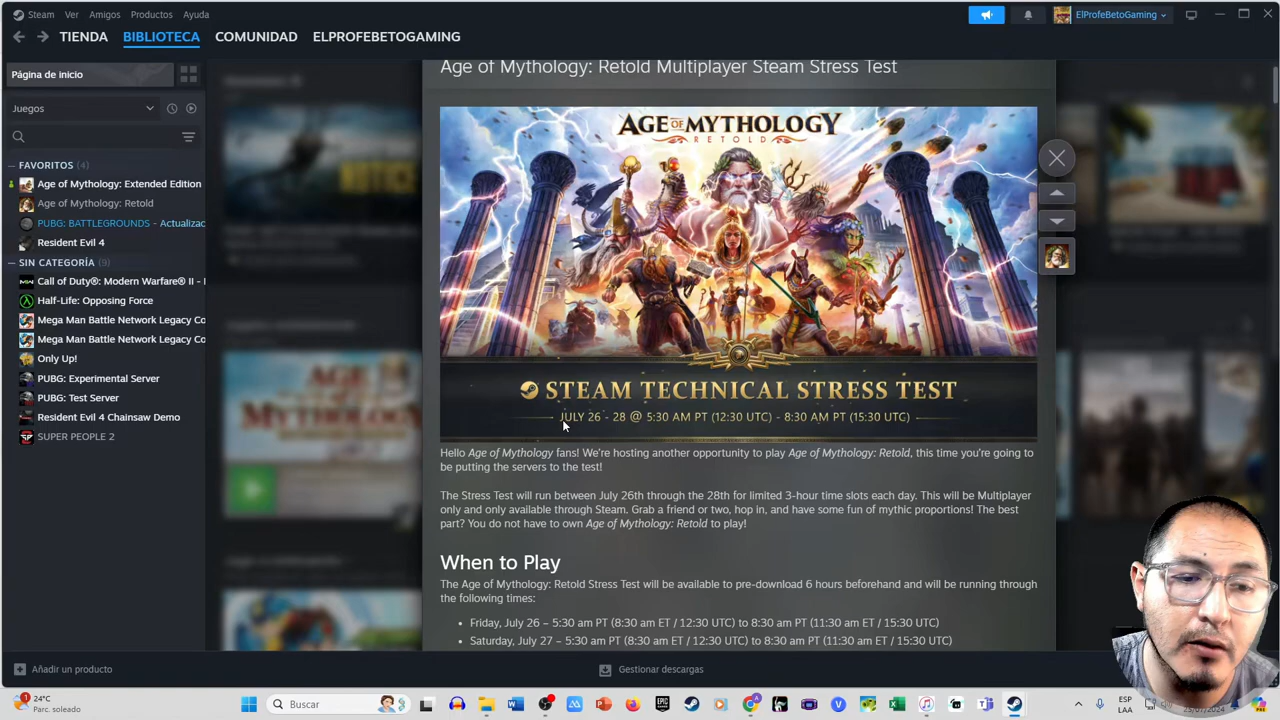 Steam Ver Amigos Productos Ayuda
ElProfeBetoGaming
TIENDA BIBLIOTECA COMUNIDAD ELPROFEBETOGAMING
Página de inicio
Juegos
FAVORITOS (4)
Age of Mythology: Extended Edition
Age of Mythology: Retold
PUBG: BATTLEGROUNDS - Actualizac
Resident Evil 4
SIN CATEGORÍA (9)
Call of Duty®: Modern Warfare® II -
Half-Life: Opposing Force
Mega Man Battle Network Legacy Co
Mega Man Battle Network Legacy Co
Only Up!
PUBG: Experimental Server
PUBG: Test Server
Resident Evil 4 Chainsaw Demo
SUPER PEOPLE 2
Age of Mythology: Retold Multiplayer Steam Stress Test
AGE OF MYTHOLOGY
RETOLD
STEAM TECHNICAL STRESS TEST
JULY 26 - 28 @ 5:30 AM PT (12:30 UTC) - 8:30 AM PT (15:30 UTC)
Hello Age of Mythology fans! We're hosting another opportunity to play Age of Mythology: Retold, this time you're going to
be putting the servers to the test!
The Stress Test will run between July 26th through the 28th for limited 3-hour time slots each day. This will be Multiplayer
only and only available through Steam. Grab a friend or two, hop in, and have some fun of mythic proportions! The best
part? You do not have to own Age of Mythology: Retold to play!
When to Play
The Age of Mythology: Retold Stress Test will be available to pre-download 6 hours beforehand and will be running through
the following times:
• Friday, July 26 – 5:30 am PT (8:30 am ET / 12:30 UTC) to 8:30 am PT (11:30 am ET / 15:30 UTC)
• Saturday, July 27 – 5:30 am PT (8:30 am ET / 12:30 UTC) to 8:30 am PT (11:30 am ET / 15:30 UTC)
Añadir un producto
Gestionar descargas
1
24°C
Parc. soleado
Buscar
ESP
LAA
25/07/2024